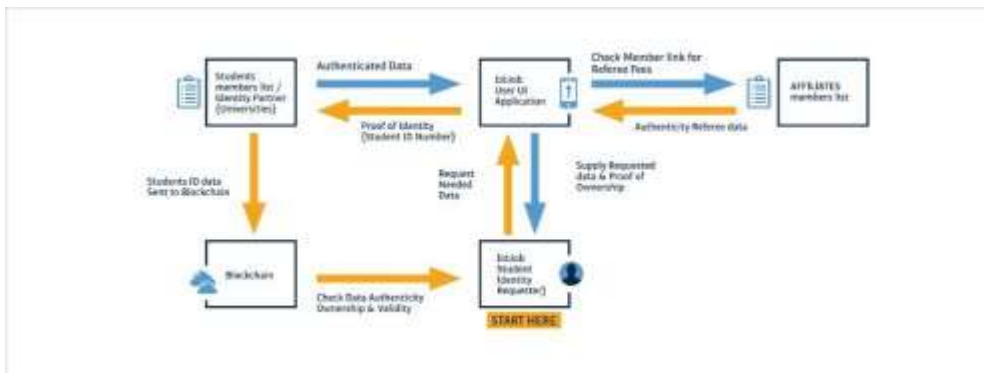 Students
members list /
Identity Partner
(Universities)
Authenticated Data
User UI
Application
Check Member link for
Referee Fees
AFFILIATES
members list
Proof of Identity
(Student ID Number)
Authenticity Referee data
Students ID data
Sent to Blockchain
Request
Needed
Data
Supply Requested
data & Proof of
Ownership
Blockchain
Check Data Authenticity
Ownership & Validity
Student
Identity
Requester)
START HERE